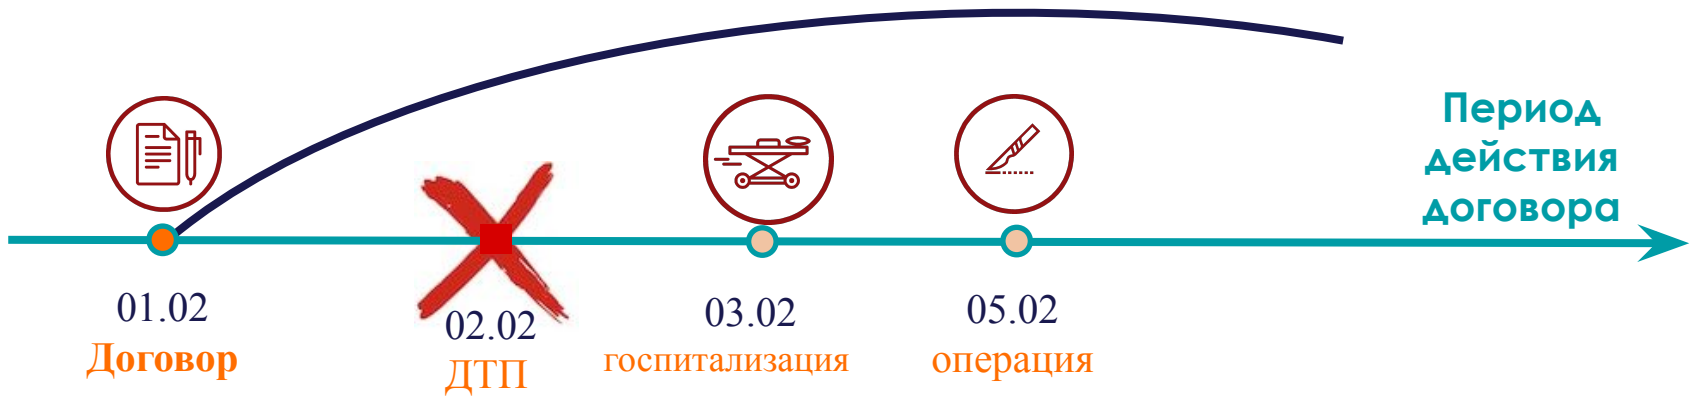 Период
действия
договора
01.02
Договор
02.02
ДТП
03.02
госпитализация
05.02
операция